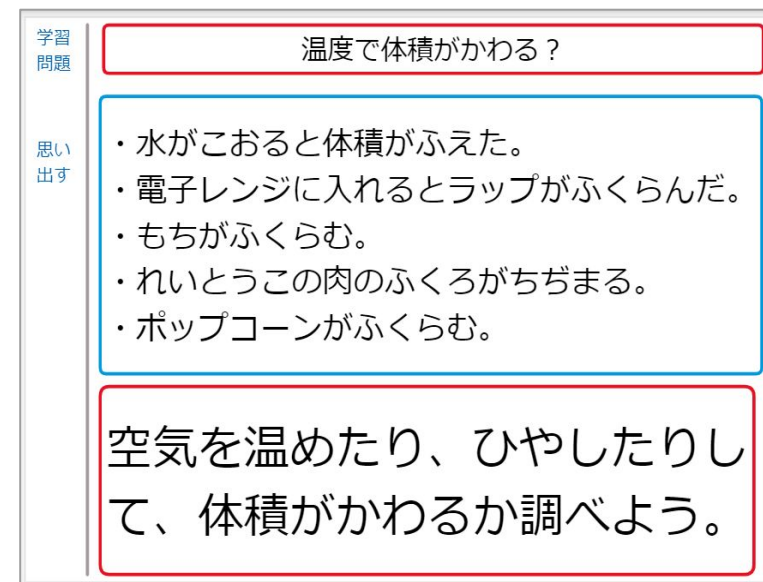 学習
問題
温度で体積がかわる？
思い
出す
・水がこおると体積がふえた。
・電子レンジに入れるとラップがふくらんだ。
・もちがふくらむ。
・れいとうこの肉のふくろがちぢまる。
・ポップコーンがふくらむ。
空気を温めたり、ひやしたりし
て、体積がかわるか調べよう。